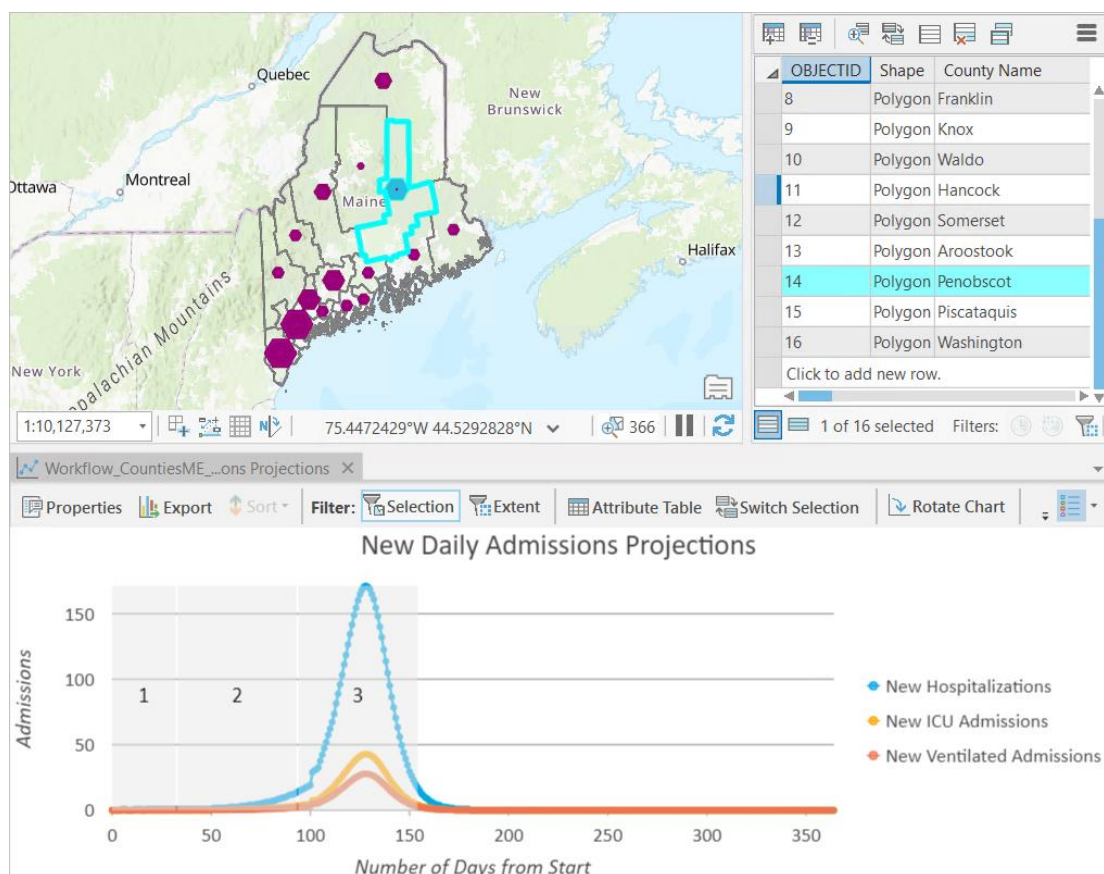 Quebec
New
Brunswick
Ottawa
Montreal
Maine
Halifax
Appalachian Mountains
New York
1:10,127,373
75.4472429°W 44.5292828°N
366
OBJECTID Shape County Name
8 Polygon Franklin
9 Polygon Knox
10 Polygon Waldo
11 Polygon Hancock
12 Polygon Somerset
13 Polygon Aroostook
14 Polygon Penobscot
15 Polygon Piscataquis
16 Polygon Washington
Click to add new row.
1 of 16 selected Filters:
Workflow_CountiesME_...ons Projections
Properties Export Sort Filter: Selection Extent Attribute Table Switch Selection Rotate Chart
New Daily Admissions Projections
Admissions
150
100
50
0
1 2 3
0 50 100 150 200 250 300 350
Number of Days from Start
New Hospitalizations
New ICU Admissions
New Ventilated Admissions